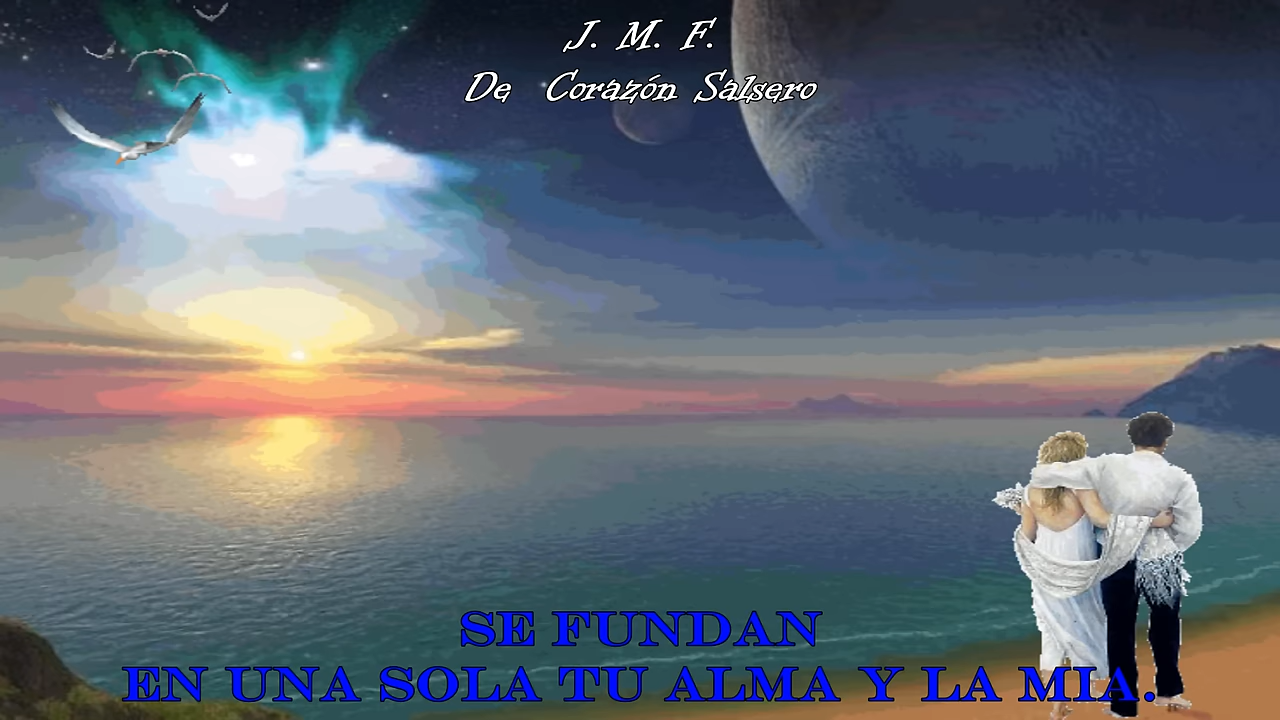 J. M. F.
De Corazón Salsero
SE FUNDAN
EN UNA SOLA TU ALMA Y LA MIA.